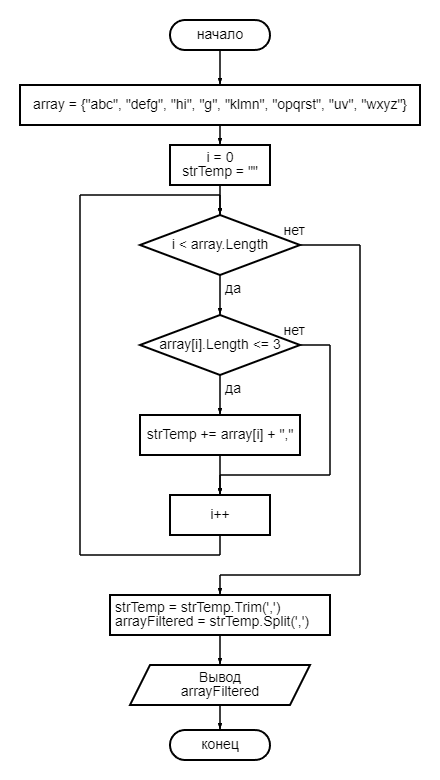 начало
array = {"abc", "defg", "hi", "g", "klmn", "opqrst", "uv", "wxyz"}
i = 0
strTemp = ""
i < array.Length
нет
да
array[i].Length <= 3
нет
да
strTemp += array[i] + ","
i++
strTemp = strTemp.Trim(',')
arrayFiltered = strTemp.Split(',')
Вывод
arrayFiltered
конец